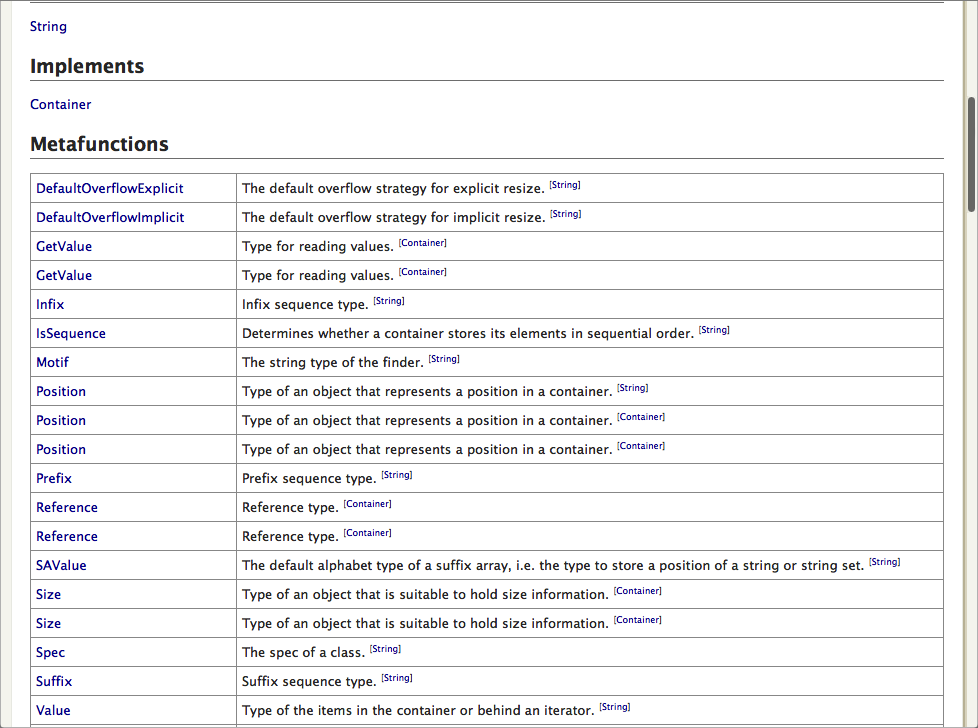 String
Implements
Container
Metafunctions
DefaultOverflowExplicit The default overflow strategy for explicit resize. [String]
DefaultOverflowImplicit The default overflow strategy for implicit resize. [String]
GetValue Type for reading values. [Container]
GetValue Type for reading values. [Container]
Infix Infix sequence type. [String]
IsSequence Determines whether a container stores its elements in sequential order. [String]
Motif The string type of the finder. [String]
Position Type of an object that represents a position in a container. [String]
Position Type of an object that represents a position in a container. [Container]
Position Type of an object that represents a position in a container. [Container]
Prefix Prefix sequence type. [String]
Reference Reference type. [Container]
Reference Reference type. [Container]
SAValue The default alphabet type of a suffix array, i.e. the type to store a position of a string or string set. [String]
Size Type of an object that is suitable to hold size information. [Container]
Size Type of an object that is suitable to hold size information. [Container]
Spec The spec of a class. [String]
Suffix Suffix sequence type. [String]
Value Type of the items in the container or behind an iterator. [String]